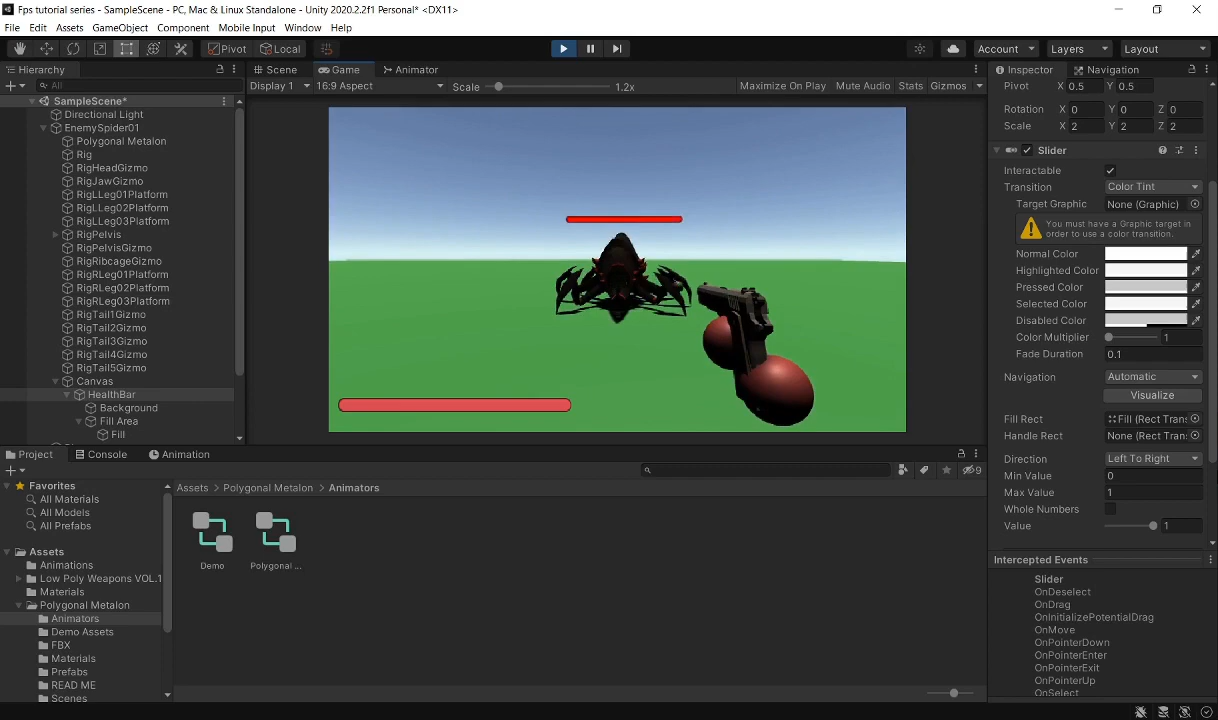 Fps tutorial series - SampleScene - PC, Mac & Linux Standalone - Unity 2020.2.2f1 Personal* <DX11>
File Edit Assets GameObject Component Mobile Input Window Help
Pivot Local Account Layers Layout
Hierarchy Scene Game Animator Inspector Navigation
All
Display 1 16:9 Aspect Scale 1.2x Maximize On Play Mute Audio Stats Gizmos
SampleScene*
Directional Light
EnemySpider01
Polygonal Metalon
Rig
RigHeadGizmo
RigJawGizmo
RigLLeg01Platform
RigLLeg02Platform
RigLLeg03Platform
RigPelvis
RigPelvisGizmo
RigRibcageGizmo
RigRLeg01Platform
RigRLeg02Platform
RigRLeg03Platform
RigTail1Gizmo
RigTail2Gizmo
RigTail3Gizmo
RigTail4Gizmo
RigTail5Gizmo
Canvas
HealthBar
Background
Fill Area
Fill
Pivot X 0.5 Y 0.5
Rotation X 0 Y 0 Z 0
Scale X 2 Y 2 Z 2
Slider
Interactable
Transition Color Tint
Target Graphic None (Graphic)
You must have a Graphic target in
order to use a color transition.
Normal Color
Highlighted Color
Pressed Color
Selected Color
Disabled Color
Color Multiplier 1
Fade Duration 0.1
Navigation Automatic
Visualize
Fill Rect Fill (Rect Tran
Handle Rect None (Rect Tran
Direction Left To Right
Min Value 0
Max Value 1
Whole Numbers
Value 1
Intercepted Events
Slider
OnDeselect
OnDrag
OnInitializePotentialDrag
OnMove
OnPointerDown
OnPointerEnter
OnPointerExit
OnPointerUp
OnSelect
Project Console Animation
9
Favorites
All Materials
All Models
All Prefabs
Assets
Animations
Low Poly Weapons VOL.1
Materials
Polygonal Metalon
Animators
Demo Assets
FBX
Materials
Prefabs
READ ME
Scenes
Assets > Polygonal Metalon > Animators
Demo Polygonal ...